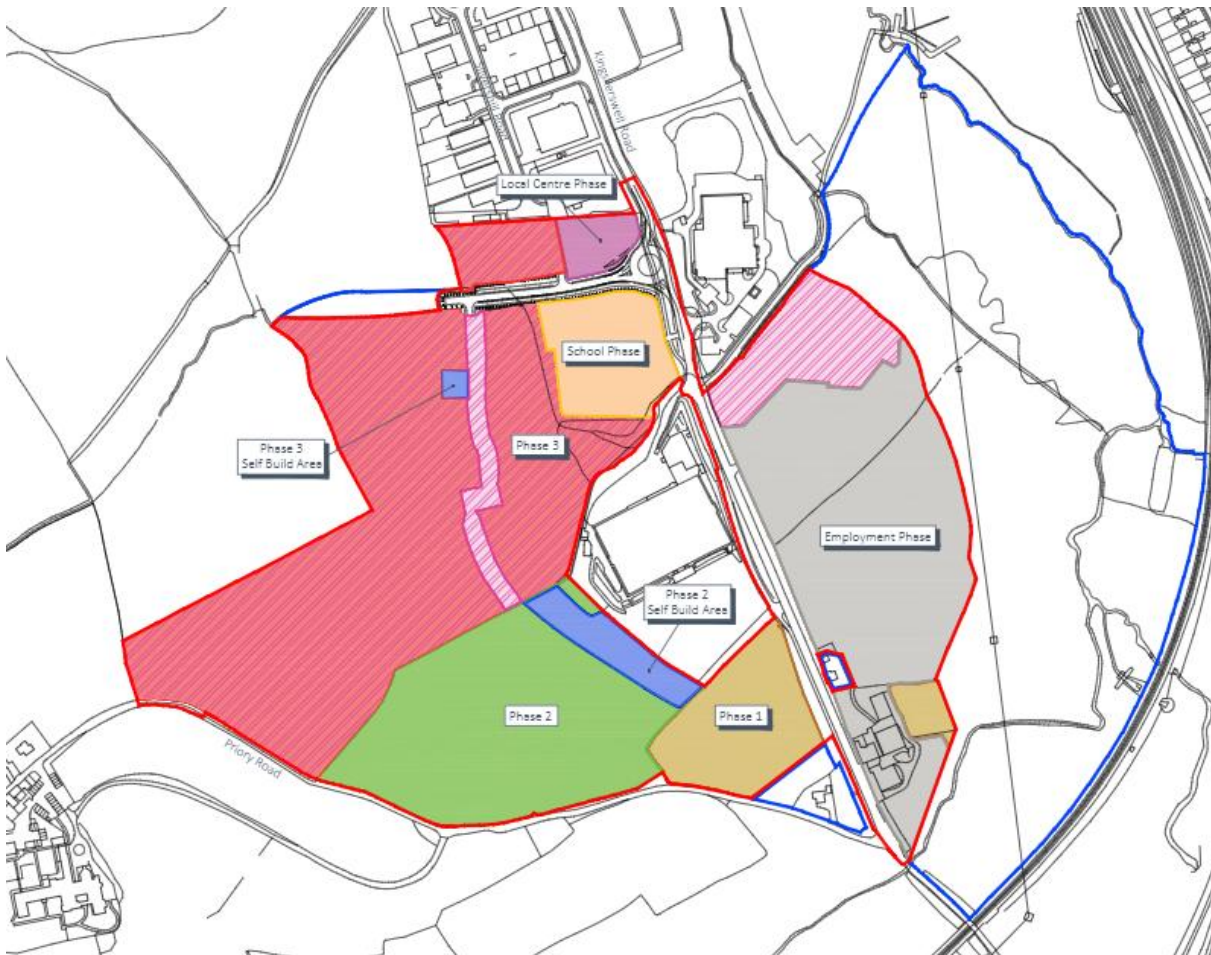 Kingskerswell Road
Local Centre Phase
School Phase
Phase 3
Self Build Area
Phase 3
Employment Phase
Phase 2
Self Build Area
Phase 2
Phase 1
Priory Road